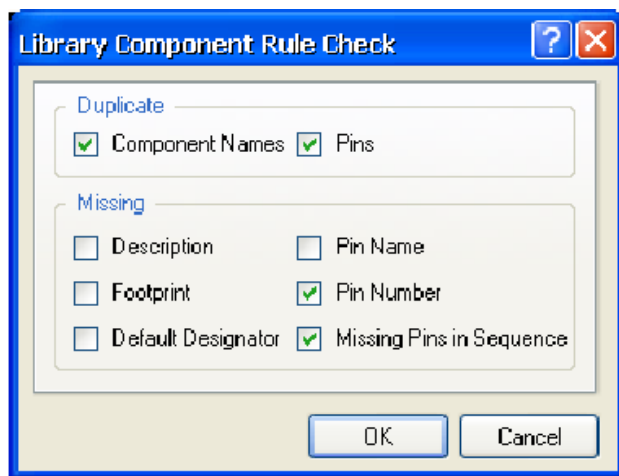 Library Component Rule Check
Duplicate
Component Names Pins
Missing
Description Pin Name
Footprint Pin Number
Default Designator Missing Pins in Sequence
OK Cancel